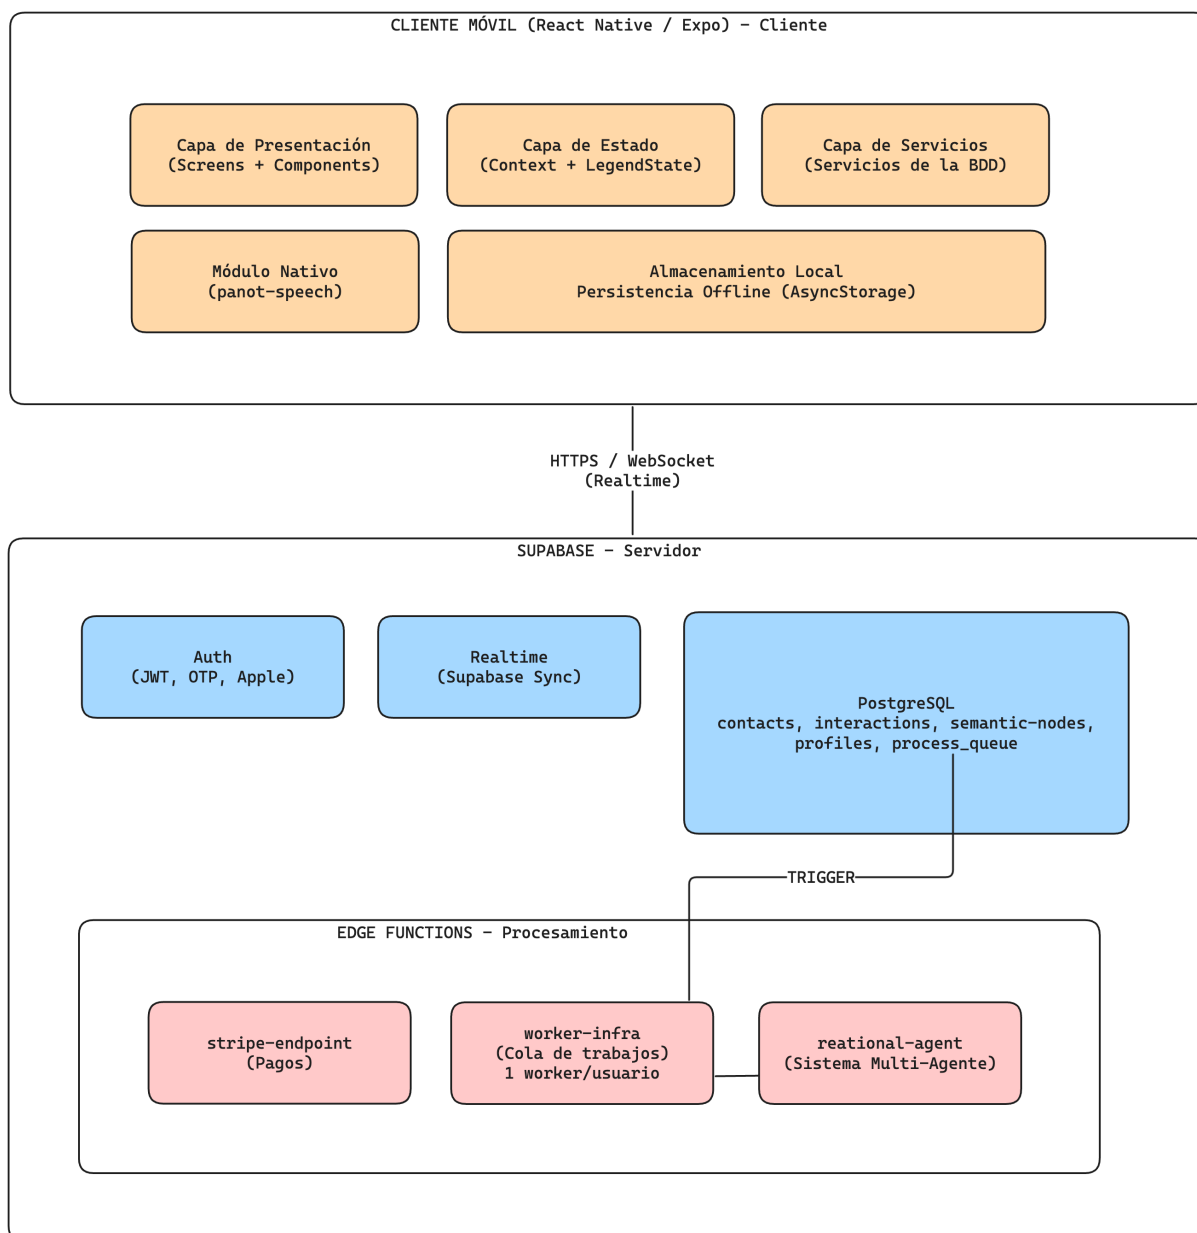 CLIENTE MÓVIL (React Native / Expo) - Cliente
Capa de Presentación
(Screens + Components)
Capa de Estado
(Context + LegendState)
Capa de Servicios
(Servicios de la BDD)
Módulo Nativo
(panot-speech)
Almacenamiento Local
Persistencia Offline (AsyncStorage)
HTTPS / WebSocket
(Realtime)
SUPABASE - Servidor
Auth
(JWT, OTP, Apple)
Realtime
(Supabase Sync)
PostgreSQL
contacts, interactions, semantic-nodes,
profiles, process_queue
TRIGGER
EDGE FUNCTIONS - Procesamiento
stripe-endpoint
(Pagos)
worker-infra
(Cola de trabajos)
1 worker/usuario
reational-agent
(Sistema Multi-Agente)